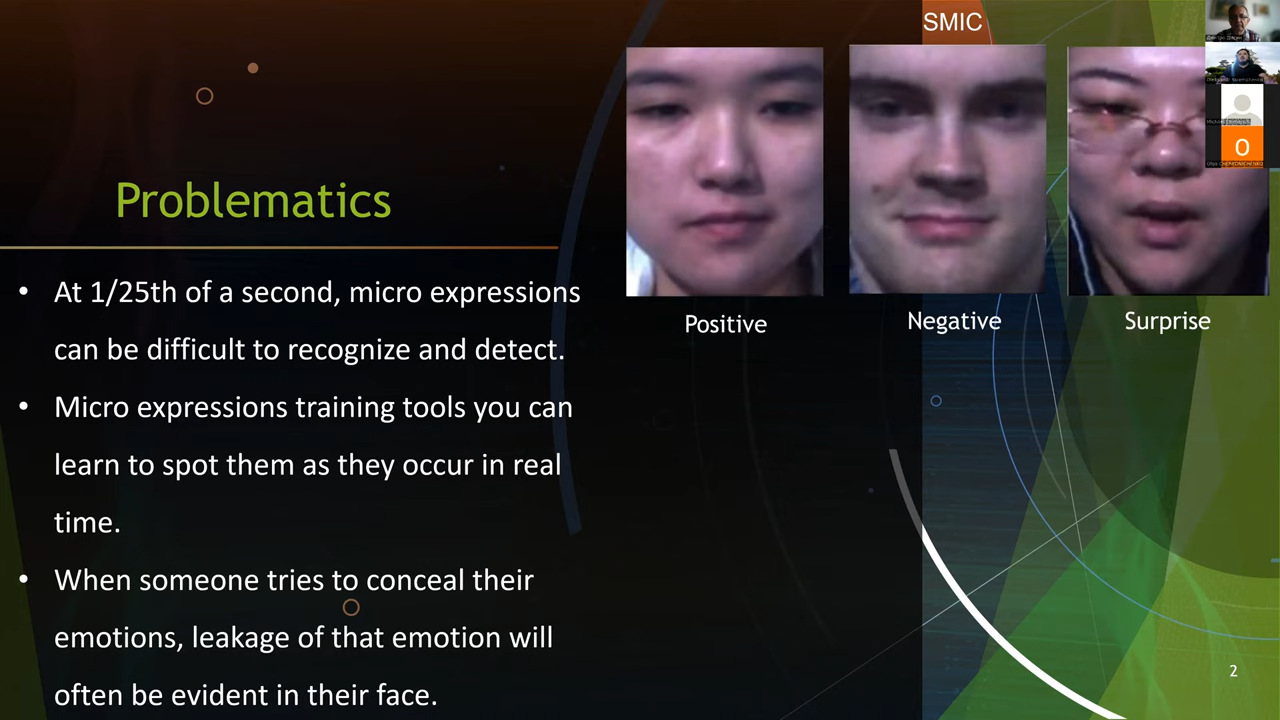 SMIC
Problematics
• At 1/25th of a second, micro expressions
can be difficult to recognize and detect.
• Micro expressions training tools you can
learn to spot them as they occur in real
time.
• When someone tries to conceal their
emotions, leakage of that emotion will
often be evident in their face.
Positive
Negative
Surprise
O
2